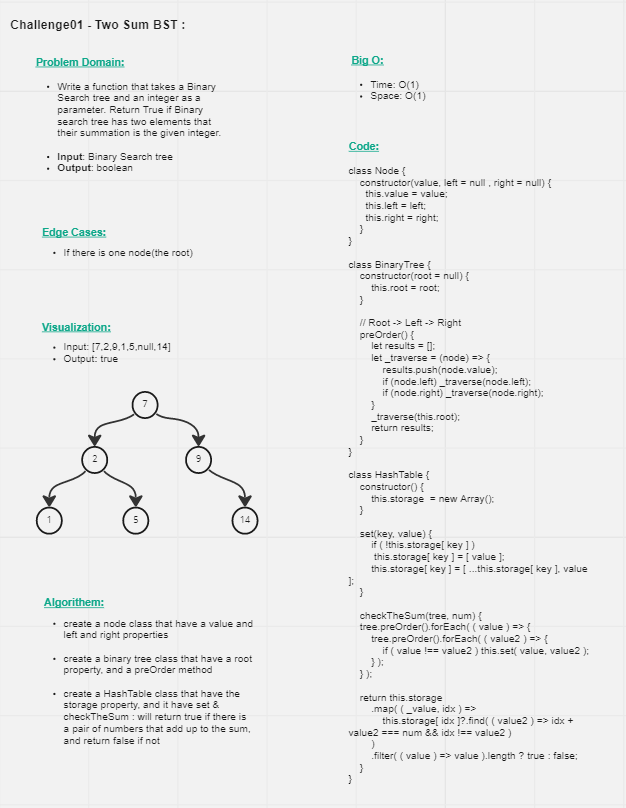 Challenge01 - Two Sum BST :
Problem Domain:
• Write a function that takes a Binary
Search tree and an integer as a
parameter. Return True if Binary
search tree has two elements that
their summation is the given integer.
• Input: Binary Search tree
• Output: boolean
Edge Cases:
• If there is one node(the root)
Visualization:
• Input: [7,2,9,1,5,null,14]
• Output: true
7
2
9
1
5
14
Algorithem:
• create a node class that have a value and
left and right properties
• create a binary tree class that have a root
property, and a preOrder method
• create a HashTable class that have the
storage property, and it have set &
checkTheSum : will return true if there is
a pair of numbers that add up to the sum,
and return false if not
Big O:
• Time: O(1)
• Space: O(1)
Code:
class Node {
constructor(value, left = null , right = null) {
this.value = value;
this.left = left;
this.right = right;
}
}
class BinaryTree {
constructor(root = null) {
this.root = root;
}
// Root -> Left -> Right
preOrder() {
let results = [];
let _traverse = (node) => {
results.push(node.value);
if (node.left) _traverse(node.left);
if (node.right) _traverse(node.right);
}
_traverse(this.root);
return results;
}
}
class HashTable {
constructor() {
this.storage  = new Array();
}
set(key, value) {
if ( !this.storage[ key ] )
this.storage[ key ] = [ value ];
this.storage[ key ] = [ ...this.storage[ key ], value
];
}
checkTheSum(tree, num) {
tree.preOrder().forEach( ( value ) => {
tree.preOrder().forEach( ( value2 ) => {
if ( value !== value2 ) this.set( value, value2 );
} );
} );
return this.storage
.map( ( _value, idx ) =>
this.storage[ idx ]?.find( ( value2 ) => idx +
value2 === num && idx !== value2 )
)
.filter( ( value ) => value ).length ? true : false;
}
}